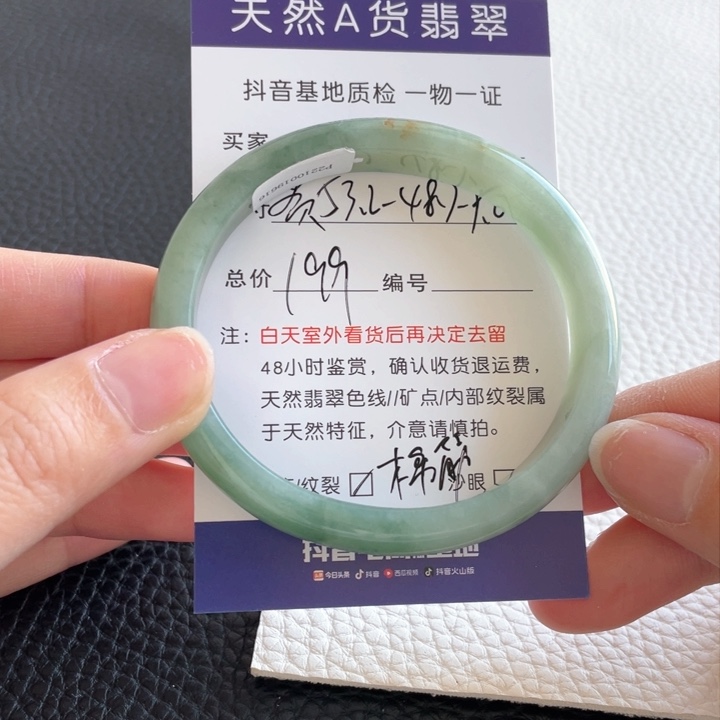 天然A货翡翠
抖音基地质检 一物一证
买家
P221001861
总价 199 编号
注：白天室外看货后再决定去留
48小时鉴赏，确认收货退运费，
天然翡翠色线//矿点/内部纹裂属
于天然特征，介意请慎拍。
纹裂 ☑ 棉 眼
今日头条 抖音 西瓜视频 抖音火山版